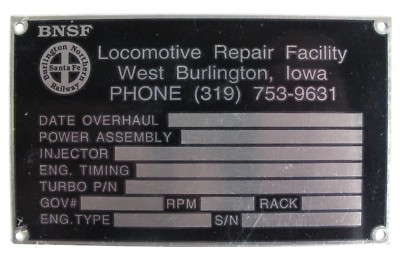 BNSF
Burlington Northern
Santa Fe
Railway
Locomotive Repair Facility
West Burlington, Iowa
PHONE (319) 753-9631
DATE OVERHAUL
POWER ASSEMBLY
INJECTOR
ENG. TIMING
TURBO P/N
GOV# RPM RACK
ENG.TYPE S/N